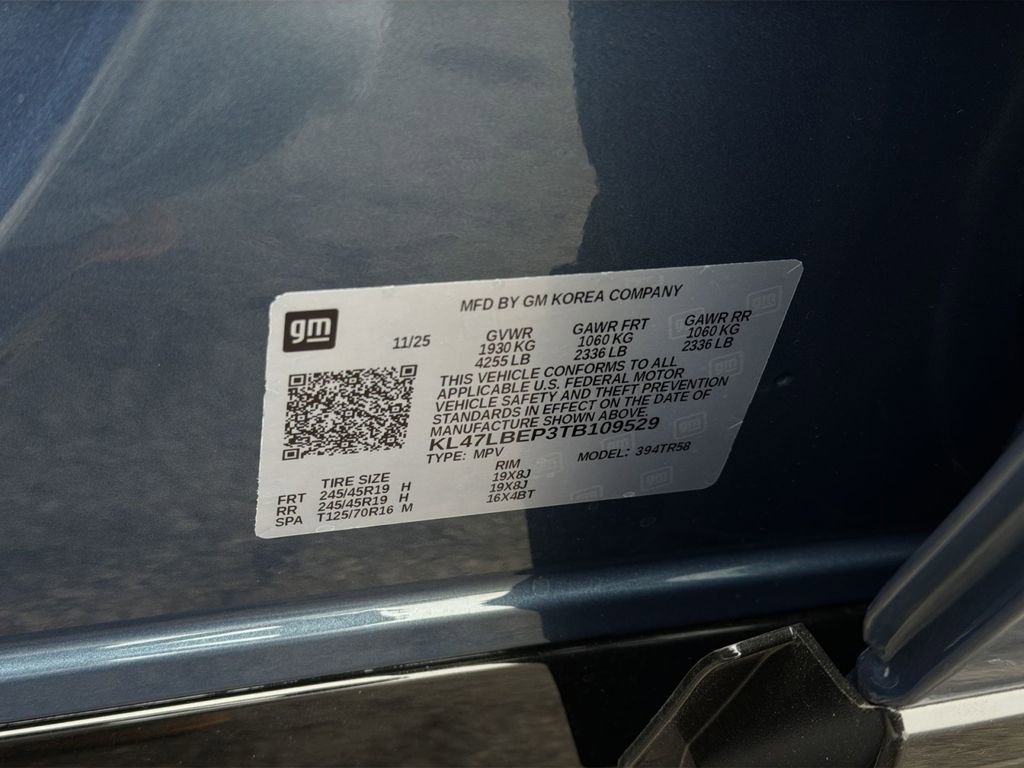 MFD BY GM KOREA COMPANY
gm
11/25
GVWR
1930 KG
4255 LB
GAWR FRT
1060 KG
2336 LB
GAWR RR
1060 KG
2336 LB
THIS VEHICLE CONFORMS TO ALL
APPLICABLE U.S. FEDERAL MOTOR
VEHICLE SAFETY AND THEFT PREVENTION
STANDARDS IN EFFECT ON THE DATE OF
MANUFACTURE SHOWN ABOVE.
KL47LBEP3TB109529
TYPE: MPV MODEL: 394TR58
TIRE SIZE RIM
FRT 245/45R19 H 19X8J
RR 245/45R19 H 19X8J
SPA T125/70R16 M 16X4BT